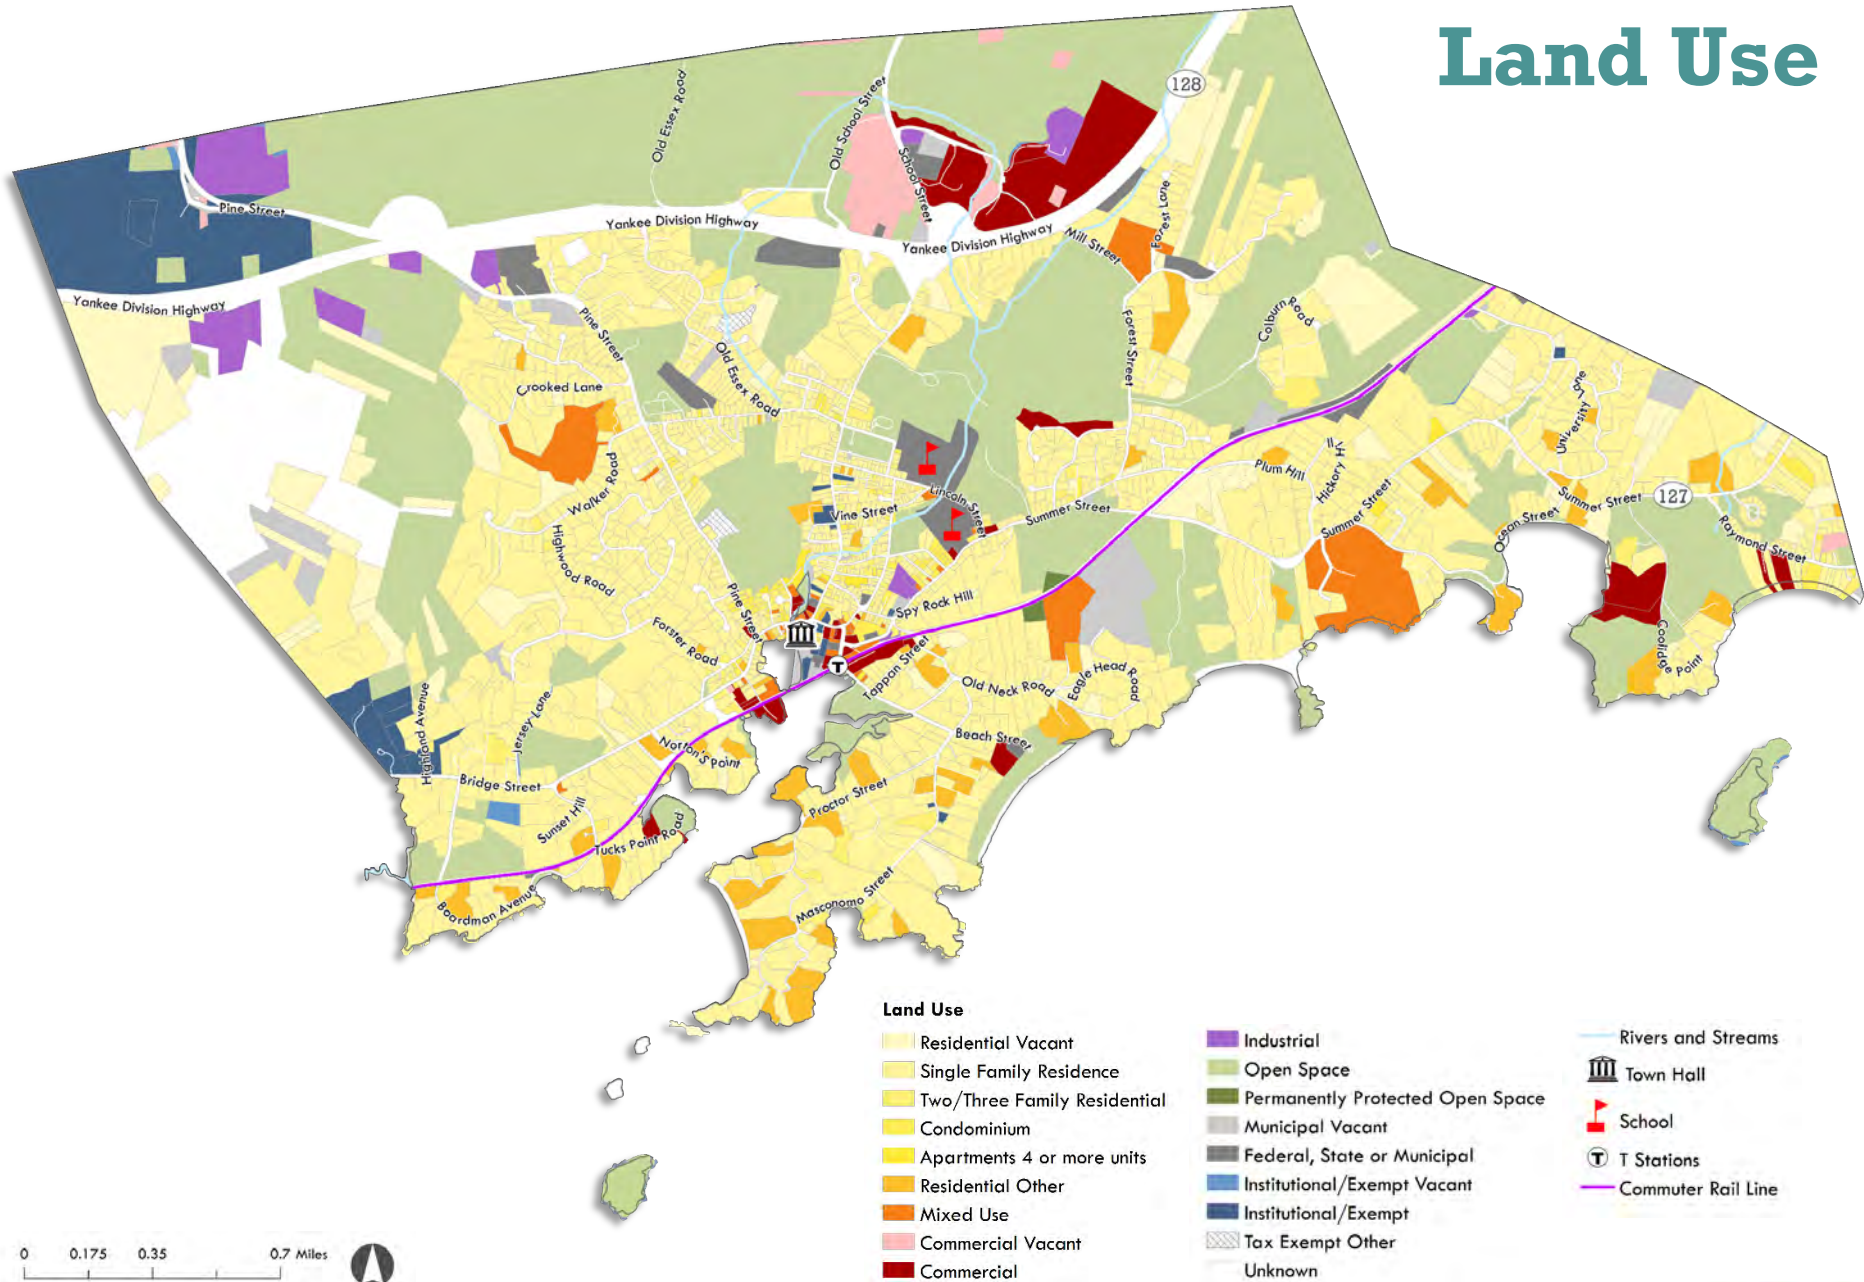 Land Use
128
Old Essex Road
Old School Street
School Street
Pine Street
Yankee Division Highway
Yankee Division Highway
Mill Street
Forest Lane
Yankee Division Highway
Pine Street
Old Essex Road
Forest Street
Colburn Road
Crooked Lane
University Lane
Walker Road
Lincoln Street
Plum Hill
Hickory Hill
Vine Street
Summer Street
Summer Street
Summer Street
127
Ocean Street
Raymond Street
Highwood Road
Pine Street
Spy Rock Hill
Forster Road
T
Tappan Street
Old Neck Road
Eagle Head Road
Coolidge Point
Highland Avenue
Jersey Lane
Norton's Point
Beach Street
Bridge Street
Proctor Street
Sunset Hill
Tucks Point Road
Boardman Avenue
Masconomo Street
Land Use
Residential Vacant
Single Family Residence
Two/Three Family Residential
Condominium
Apartments 4 or more units
Residential Other
Mixed Use
Commercial Vacant
Commercial
Industrial
Open Space
Permanently Protected Open Space
Municipal Vacant
Federal, State or Municipal
Institutional/Exempt Vacant
Institutional/Exempt
Tax Exempt Other
Unknown
Rivers and Streams
Town Hall
School
T T Stations
Commuter Rail Line
0 0.175 0.35 0.7 Miles